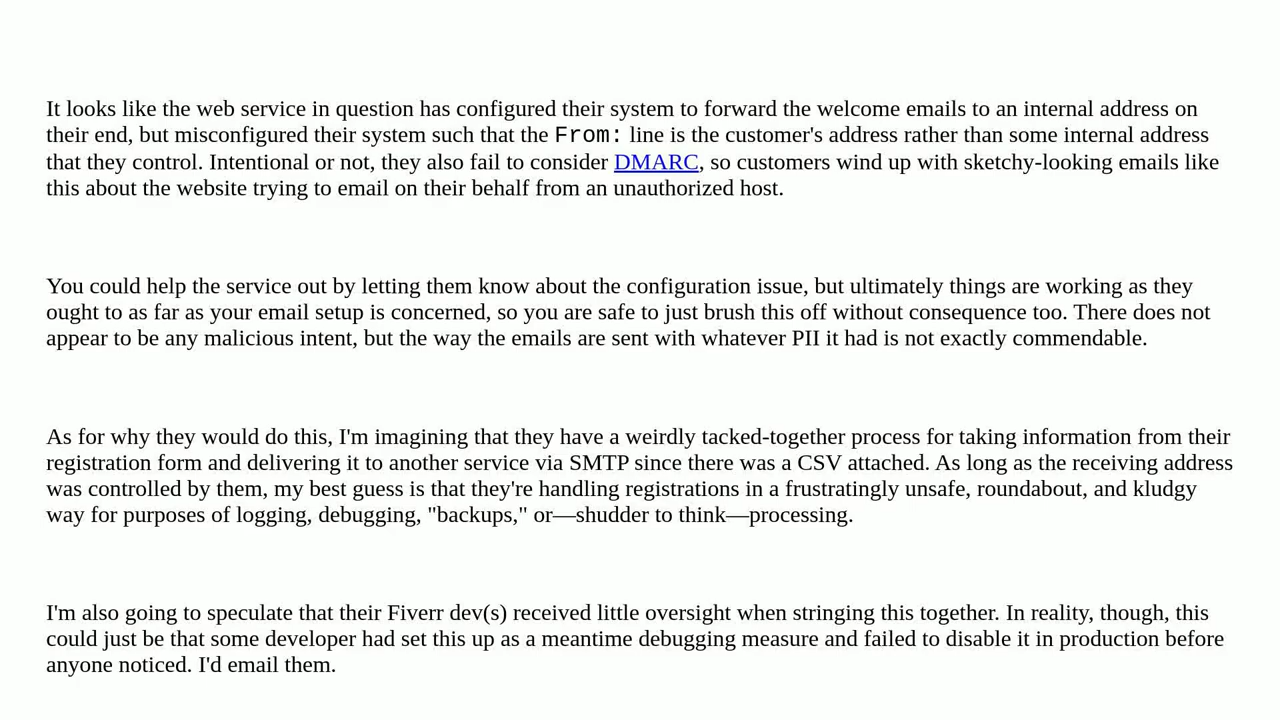 It looks like the web service in question has configured their system to forward the welcome emails to an internal address on
their end, but misconfigured their system such that the From: line is the customer's address rather than some internal address
that they control. Intentional or not, they also fail to consider DMARC, so customers wind up with sketchy-looking emails like
this about the website trying to email on their behalf from an unauthorized host.
You could help the service out by letting them know about the configuration issue, but ultimately things are working as they
ought to as far as your email setup is concerned, so you are safe to just brush this off without consequence too. There does not
appear to be any malicious intent, but the way the emails are sent with whatever PII it had is not exactly commendable.
As for why they would do this, I'm imagining that they have a weirdly tacked-together process for taking information from their
registration form and delivering it to another service via SMTP since there was a CSV attached. As long as the receiving address
was controlled by them, my best guess is that they're handling registrations in a frustratingly unsafe, roundabout, and kludgy
way for purposes of logging, debugging, "backups," or—shudder to think—processing.
I'm also going to speculate that their Fiverr dev(s) received little oversight when stringing this together. In reality, though, this
could just be that some developer had set this up as a meantime debugging measure and failed to disable it in production before
anyone noticed. I'd email them.